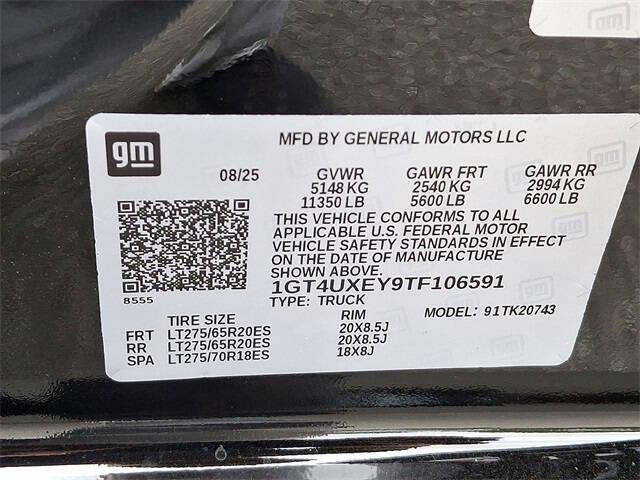 gm
MFD BY GENERAL MOTORS LLC
08/25 GVWR GAWR FRT GAWR RR
5148 KG 2540 KG 2994 KG
11350 LB 5600 LB 6600 LB
THIS VEHICLE CONFORMS TO ALL
APPLICABLE U.S. FEDERAL MOTOR
VEHICLE SAFETY STANDARDS IN EFFECT
ON THE DATE OF MANUFACTURE
SHOWN ABOVE.
8555
1GT4UXEY9TF106591
TYPE: TRUCK MODEL: 91TK20743
TIRE SIZE RIM
FRT LT275/65R20ES 20X8.5J
RR LT275/65R20ES 20X8.5J
SPA LT275/70R18ES 18X8J
gm